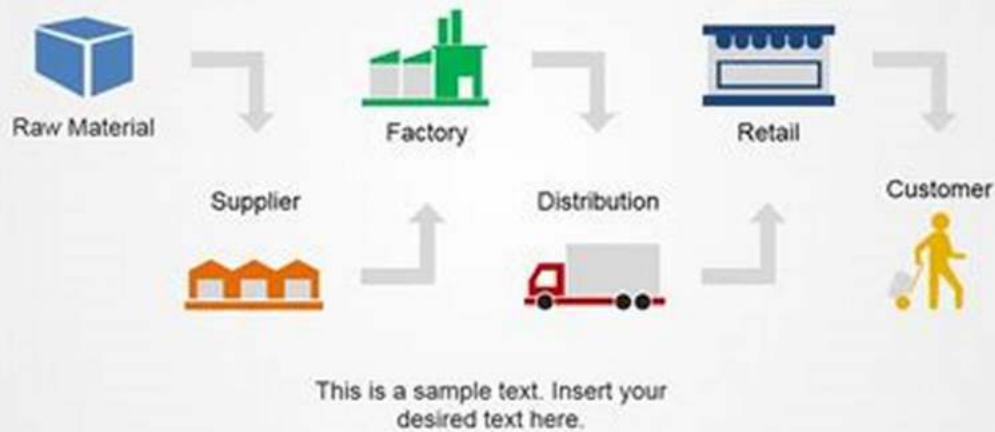 Raw Material
Factory
Retail
Supplier
Distribution
Customer
This is a sample text. Insert your
desired text here.